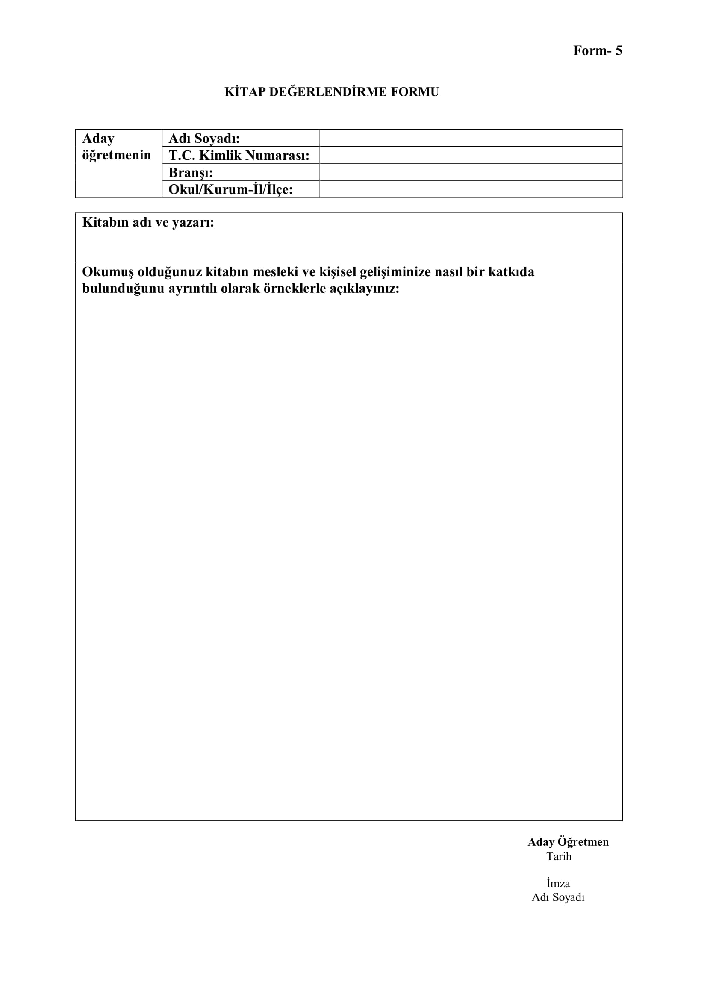 Form- 5
KİTAP DEĞERLENDİRME FORMU
Aday
öğretmenin
Adı Soyadı:
T.C. Kimlik Numarası:
Branşı:
Okul/Kurum-İl/İlçe:
Kitabın adı ve yazarı:
Okumuş olduğunuz kitabın mesleki ve kişisel gelişiminize nasıl bir katkıda
bulunduğunu ayrıntılı olarak örneklerle açıklayınız:
Aday Öğretmen
Tarih
İmza
Adı Soyadı